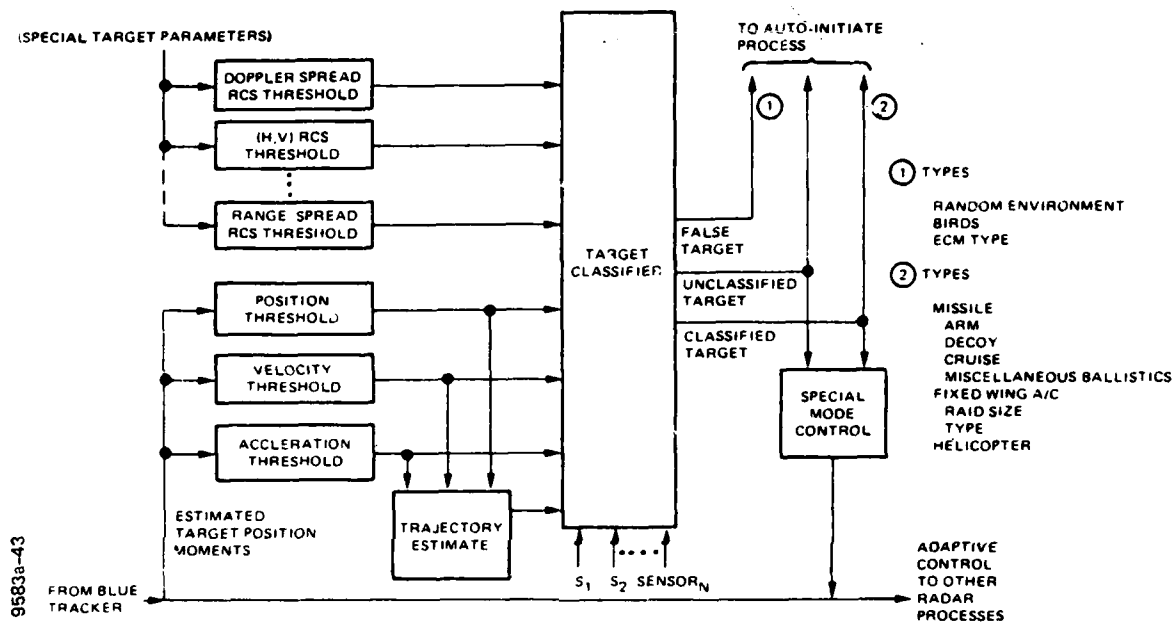 (SPECIAL TARGET PARAMETERS)
DOPPLER SPREAD
RCS THRESHOLD
(H,V) RCS
THRESHOLD
RANGE SPREAD
RCS THRESHOLD
POSITION
THRESHOLD
VELOCITY
THRESHOLD
ACCLERATION
THRESHOLD
ESTIMATED
TARGET POSITION
MOMENTS
TRAJECTORY
ESTIMATE
FROM BLUE
TRACKER
9583a-43
TARGET
CLASSIFIED
S1 S2 SENSORN
FALSE
TARGET
UNCLASSIFIED
TARGET
CLASSIFIED
TARGET
TO AUTO-INITIATE
PROCESS
1
2
SPECIAL
MODE
CONTROL
1 TYPES
RANDOM ENVIRONMENT
BIRDS
ECM TYPE
2 TYPES
MISSILE
ARM
DECOY
CRUISE
MISCELLANEOUS BALLISTICS
FIXED WING A/C
RAID SIZE
TYPE
HELICOPTER
ADAPTIVE
CONTROL
TO OTHER
RADAR
PROCESSES